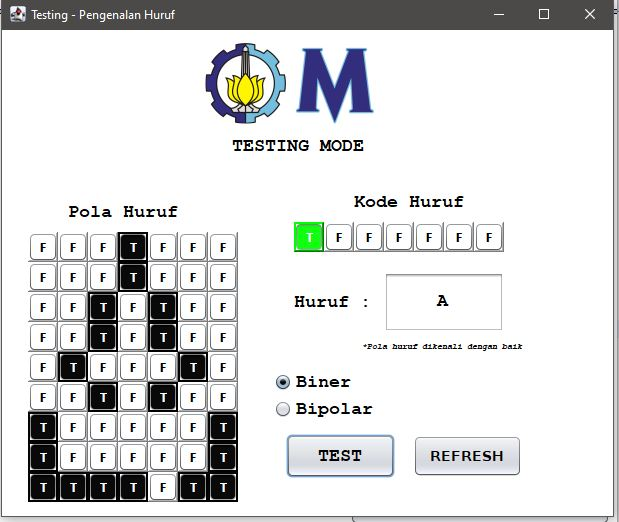 Testing - Pengenalan Huruf
M
TESTING MODE
Pola Huruf
F F F T F F F
F F F T F F F
F F T F T F F
F F T F T F F
F T F F F T F
F F T F T F F
T F F F F F T
T F F F F F T
T T T T F T T
Kode Huruf
T F F F F F F
Huruf : A
*Pola huruf dikenali dengan baik
Biner
Bipolar
TEST REFRESH